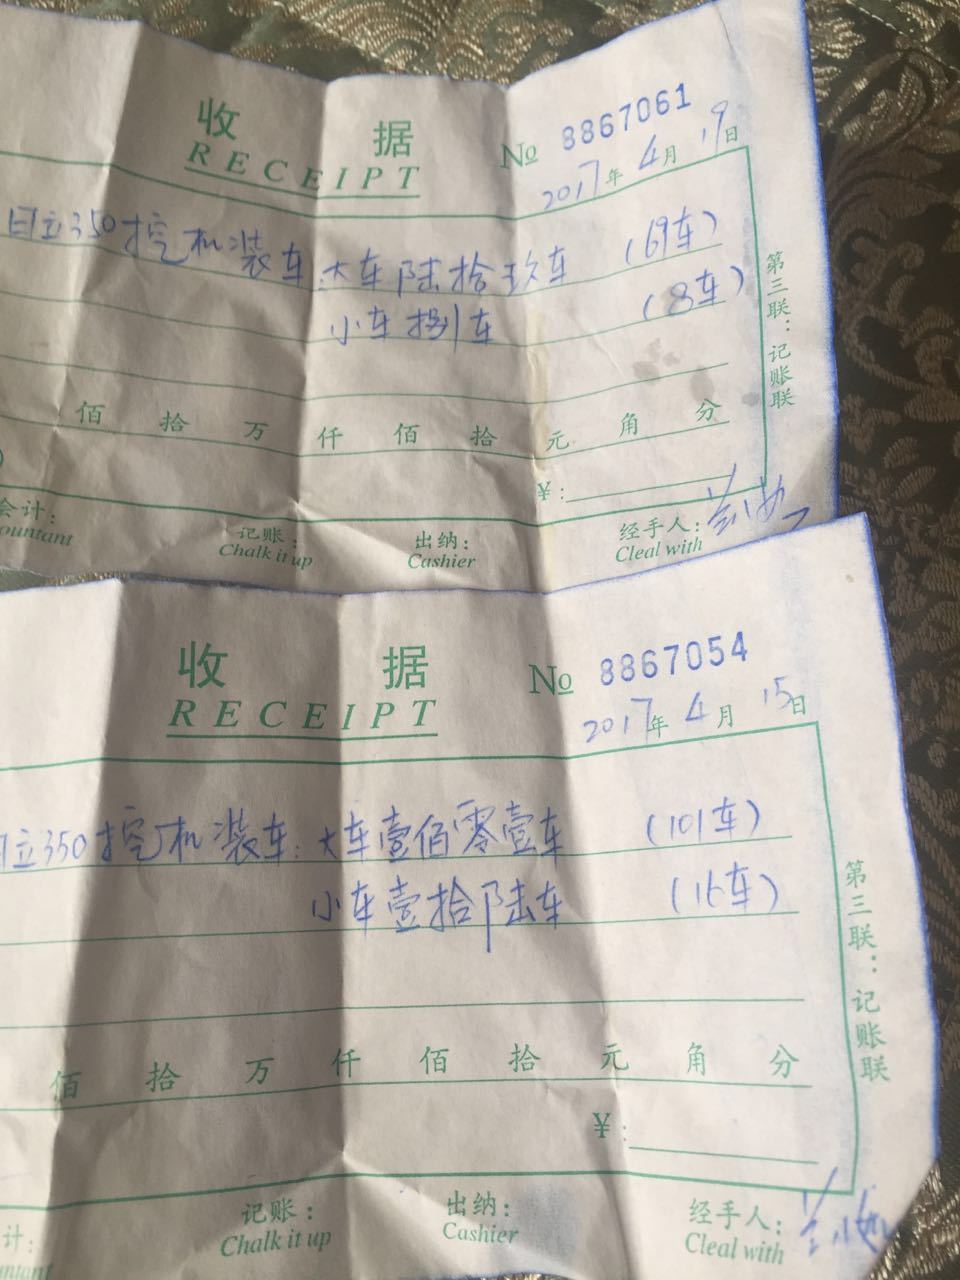 收 据
RECEIPT
№ 8867061
2017年 4月 19日
日立350挖机装车:大车陆拾玖车 (69车)
小车捌车 (8车)
第三联:记账联
佰 拾 万 仟 佰 拾 元 角 分
¥:
会计: 记账: 出纳: 经手人:
ountant Chalk it up Cashier Cleal with
收 据
RECEIPT
№ 8867054
2017年 4月 15日
日立350挖机装车:大车壹佰零壹车 (101车)
小车壹拾陆车 (16车)
第三联:记账联
佰 拾 万 仟 佰 拾 元 角 分
¥:
计: 记账: 出纳: 经手人:
untant Chalk it up Cashier Cleal with